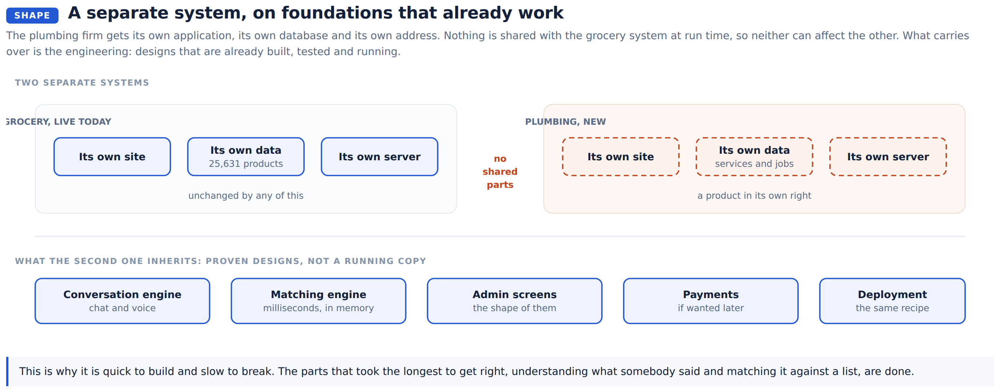 SHAPE A separate system, on foundations that already work
The plumbing firm gets its own application, its own database and its own address. Nothing is shared with the grocery system at run time, so neither can affect the other. What carries
over is the engineering: designs that are already built, tested and running.
TWO SEPARATE SYSTEMS
GROCERY, LIVE TODAY
Its own site
Its own data
25,631 products
Its own server
unchanged by any of this
no
shared
parts
PLUMBING, NEW
Its own site
Its own data
services and jobs
Its own server
a product in its own right
WHAT THE SECOND ONE INHERITS: PROVEN DESIGNS, NOT A RUNNING COPY
Conversation engine
chat and voice
Matching engine
milliseconds, in memory
Admin screens
the shape of them
Payments
if wanted later
Deployment
the same recipe
This is why it is quick to build and slow to break. The parts that took the longest to get right, understanding what somebody said and matching it against a list, are done.